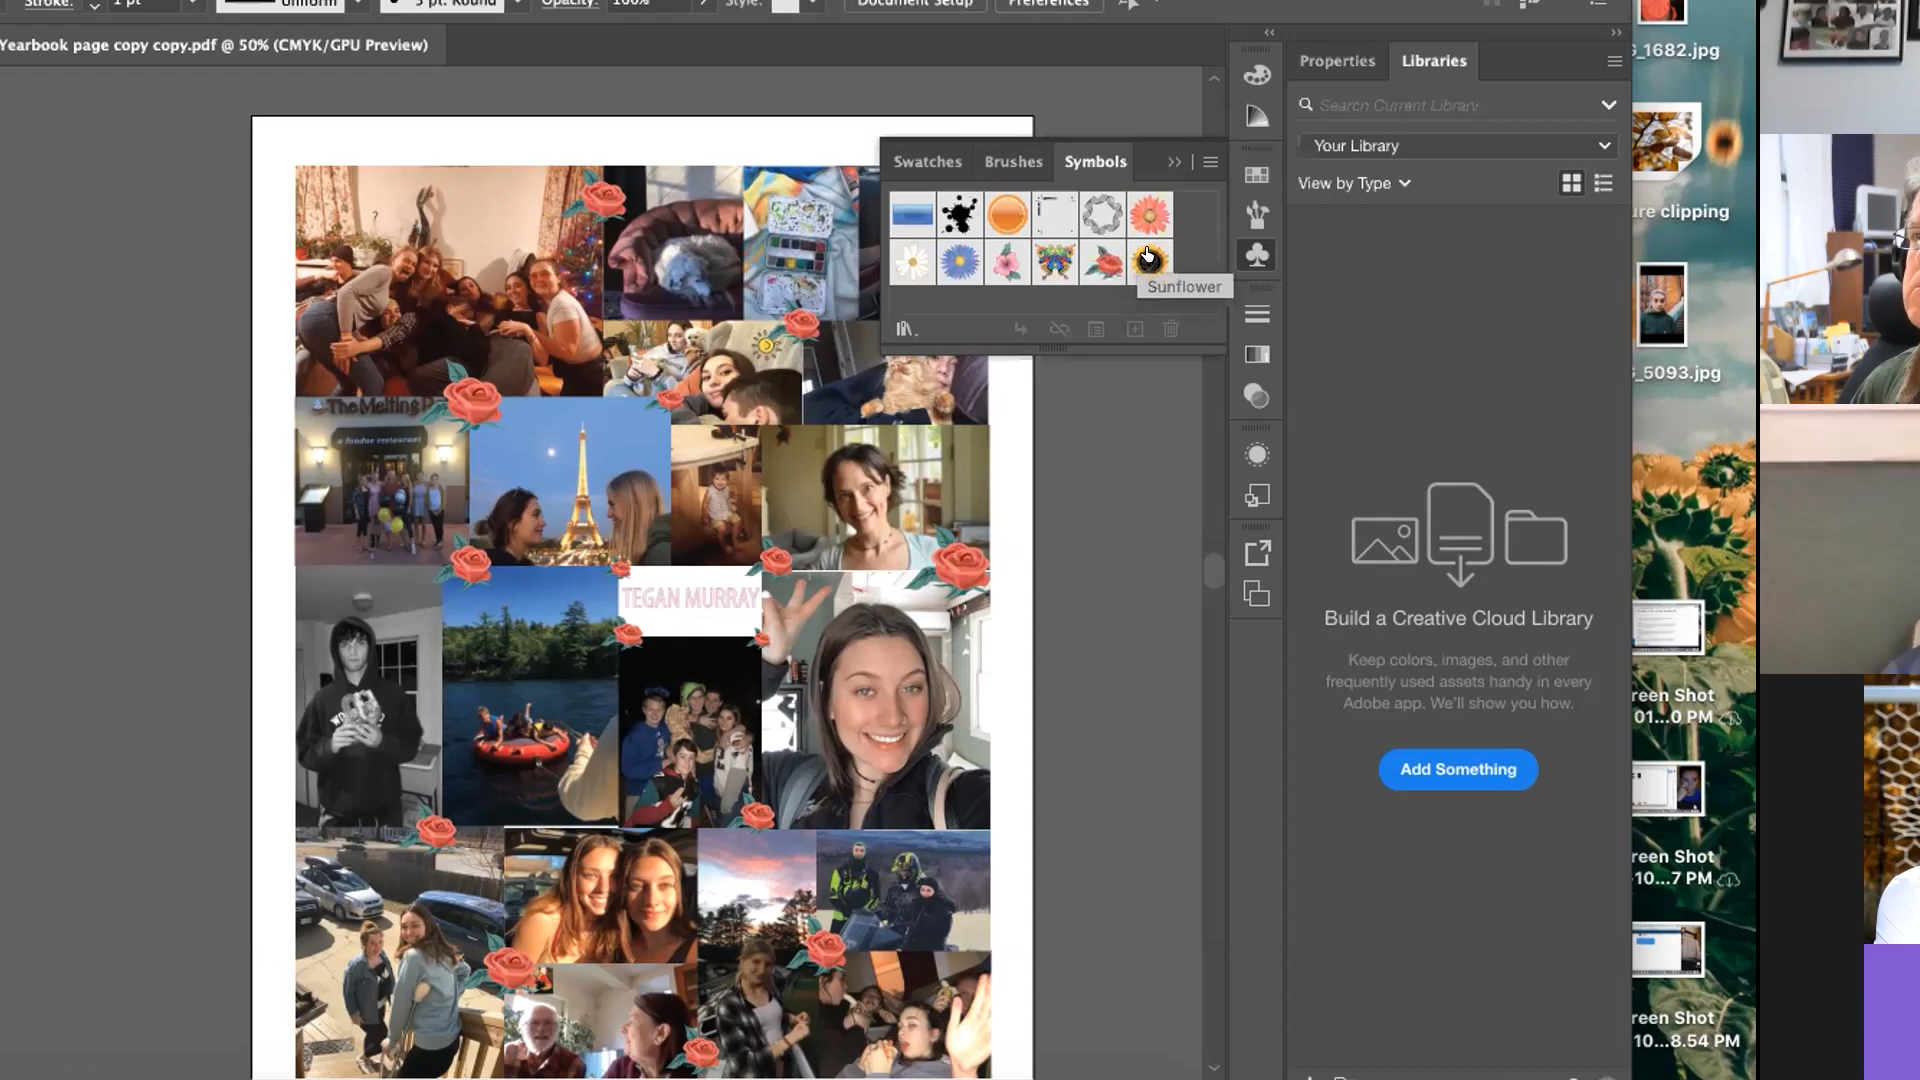 Stroke:
1 pt
Uniform
5 pt. Round
Opacity:
100%
Style:
Document Setup
Preferences
Yearbook page copy copy.pdf @ 50% (CMYK/GPU Preview)
Swatches
Brushes
Symbols
Sunflower
Properties
Libraries
Search Current Library
Your Library
View by Type
Build a Creative Cloud Library
Keep colors, images, and other
frequently used assets handy in every
Adobe app. We'll show you how.
Add Something
The Melting P
a fondue restaurant
TEGAN MURRAY
_1682.jpg
ure clipping
_5093.jpg
reen Shot
01...0 PM
reen Shot
10...7 PM
reen Shot
10...8.54 PM